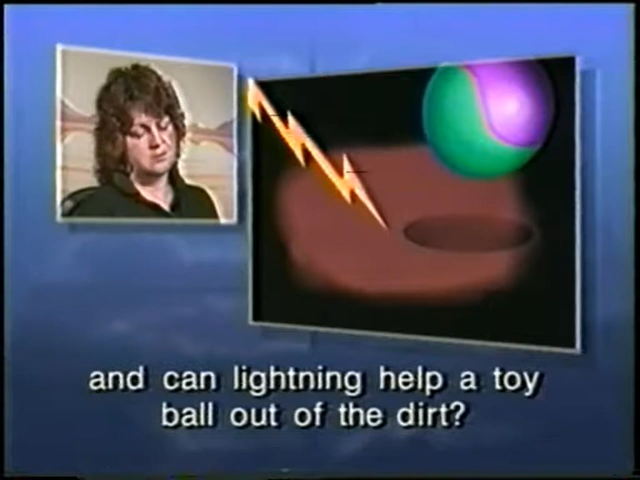 and can lightning help a toy
ball out of the dirt?